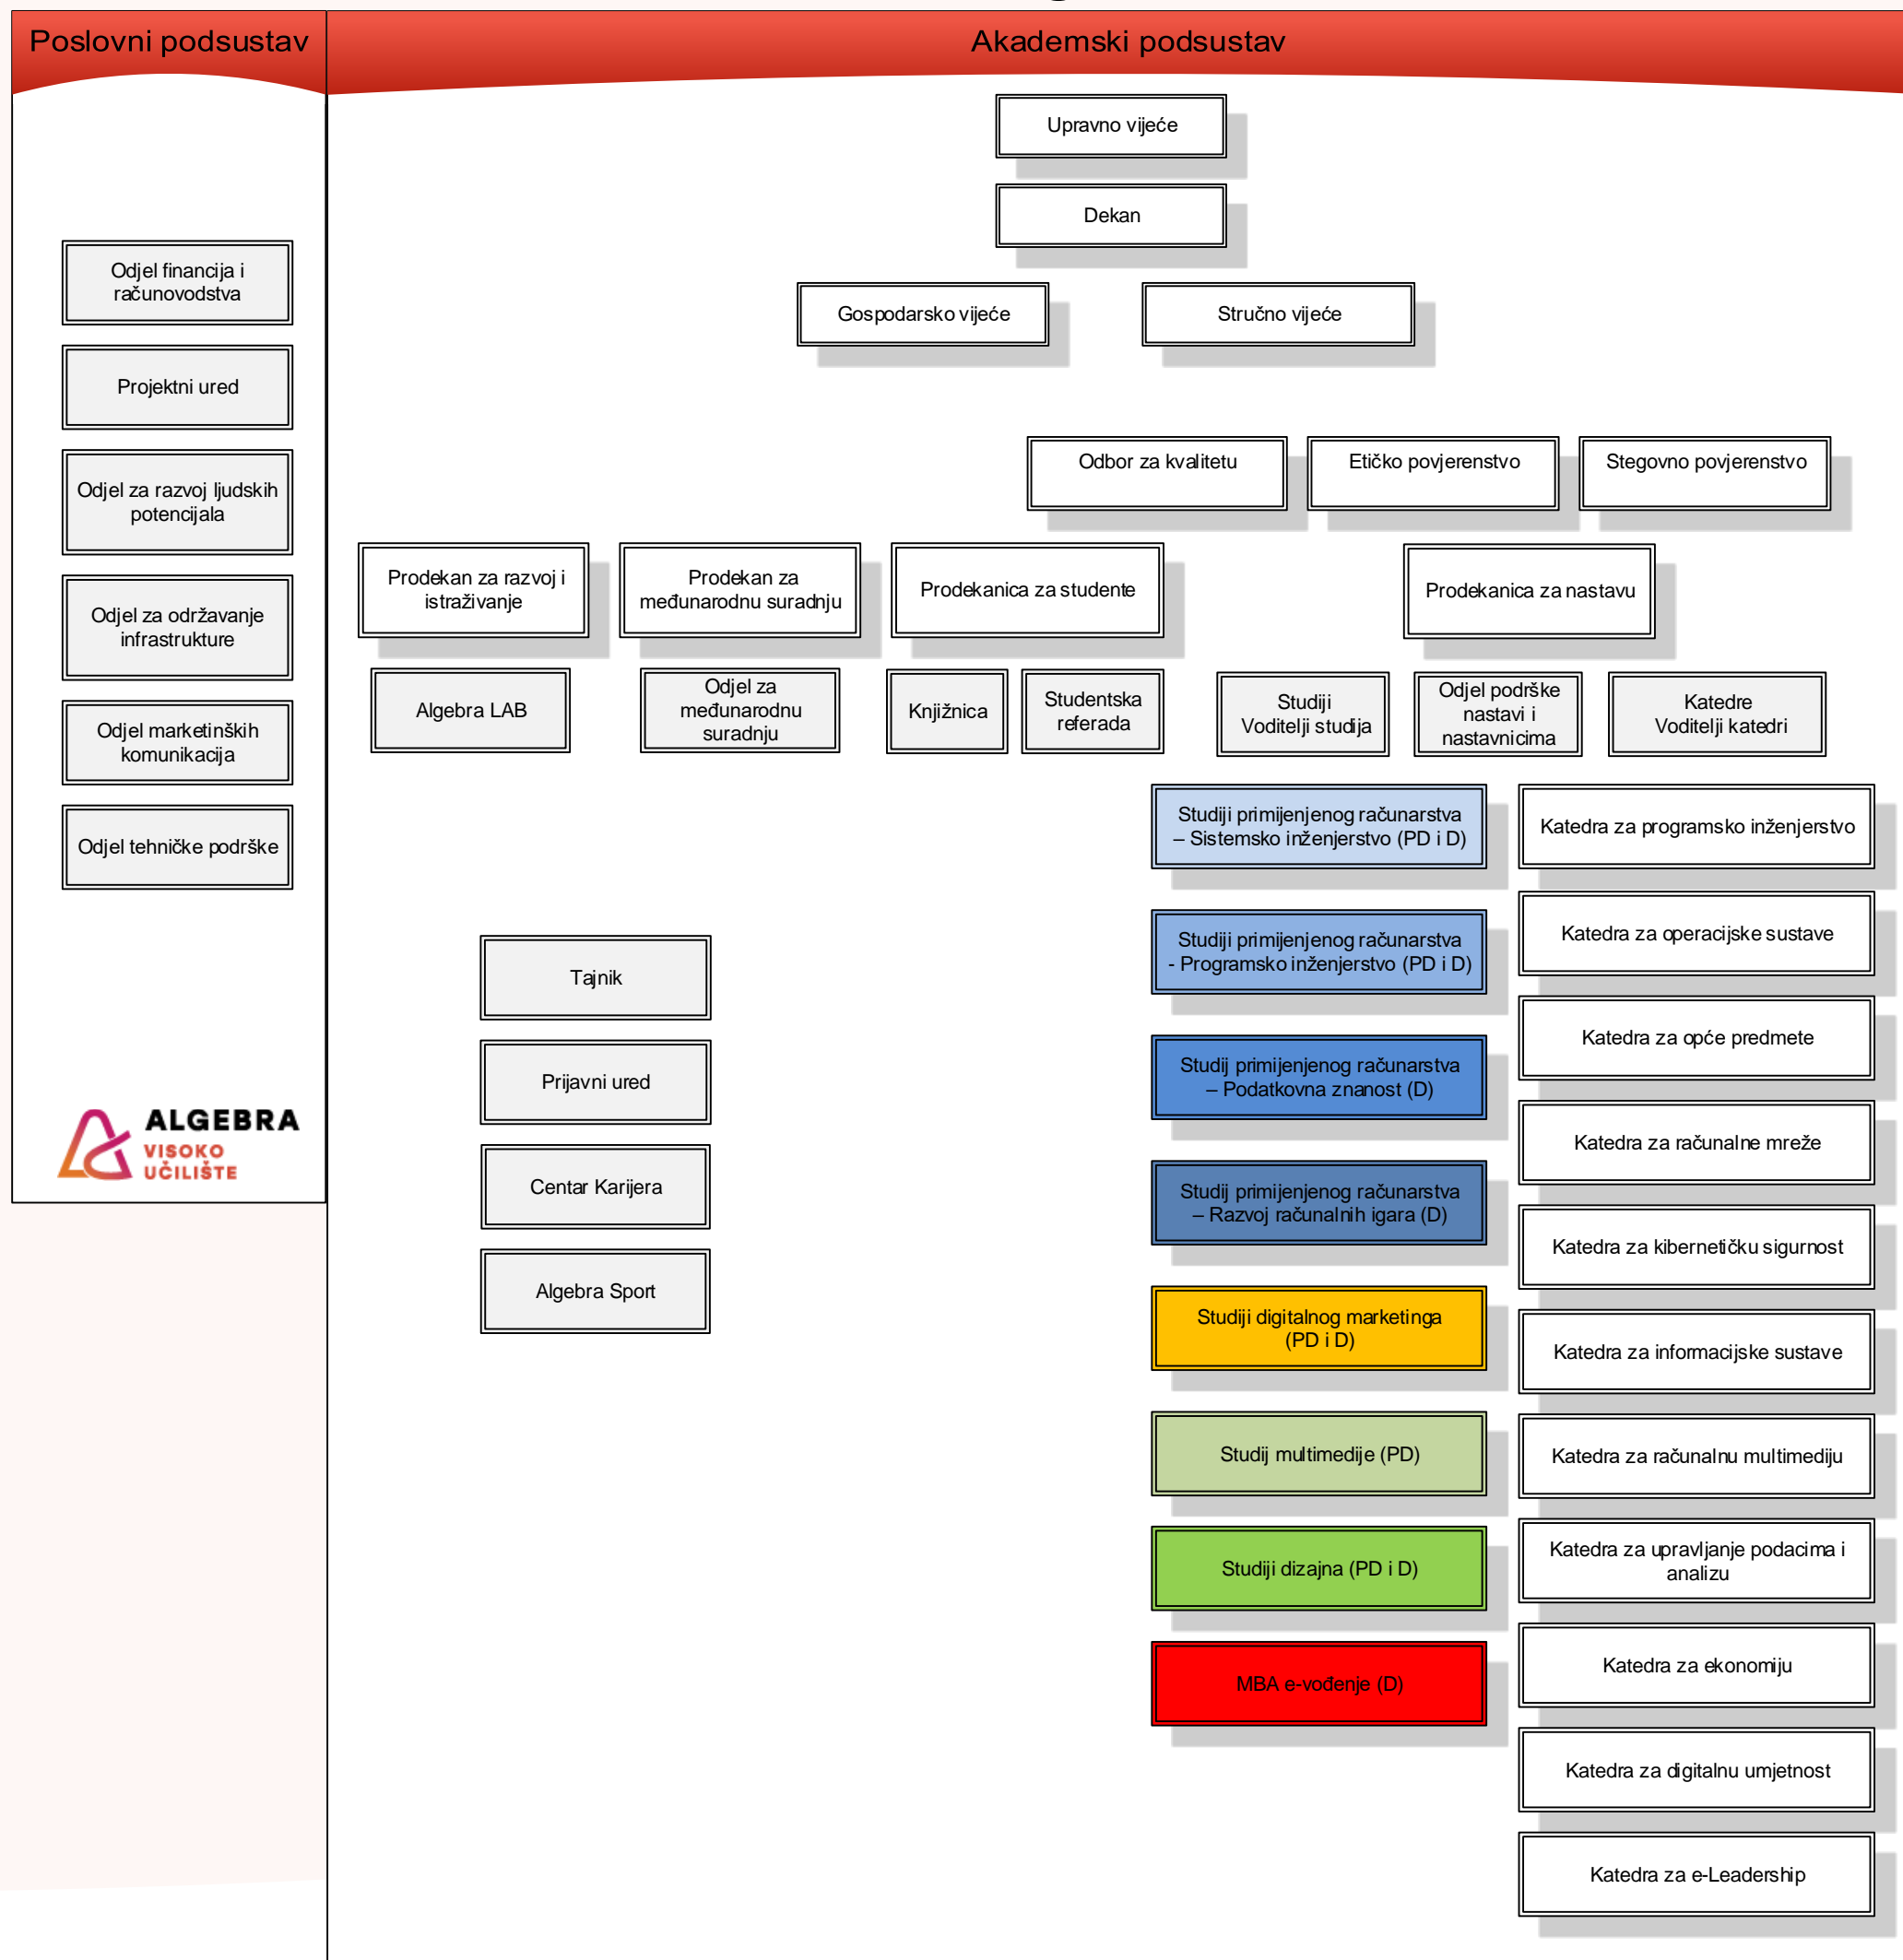 Poslovni podsustav
Akademski podsustav
Upravno vijeće
Dekan
Gospodarsko vijeće
Stručno vijeće
Odbor za kvalitetu
Etičko povjerenstvo
Stegovno povjerenstvo
Prodekan za razvoj i
istraživanje
Prodekan za
međunarodnu suradnju
Prodekanica za studente
Prodekanica za nastavu
Algebra LAB
Odjel za
međunarodnu
suradnju
Knjižnica
Studentska
referada
Studiji
Voditelji studija
Odjel podrške
nastavi i
nastavnicima
Katedre
Voditelji katedri
Odjel financija i
računovodstva
Projektni ured
Odjel za razvoj ljudskih
potencijala
Odjel za održavanje
infrastrukture
Odjel marketinških
komunikacija
Odjel tehničke podrške
ALGEBRA
VISOKO
UČILIŠTE
Tajnik
Prijavni ured
Centar Karijera
Algebra Sport
Studiji primijenjenog računarstva
– Sistemsko inženjerstvo (PD i D)
Studiji primijenjenog računarstva
- Programsko inženjerstvo (PD i D)
Studij primijenjenog računarstva
– Podatkovna znanost (D)
Studij primijenjenog računarstva
– Razvoj računalnih igara (D)
Studiji digitalnog marketinga
(PD i D)
Studij multimedije (PD)
Studiji dizajna (PD i D)
MBA e-vođenje (D)
Katedra za programsko inženjerstvo
Katedra za operacijske sustave
Katedra za opće predmete
Katedra za računalne mreže
Katedra za kibernetičku sigurnost
Katedra za informacijske sustave
Katedra za računalnu multimediju
Katedra za upravljanje podacima i
analizu
Katedra za ekonomiju
Katedra za digitalnu umjetnost
Katedra za e-Leadership